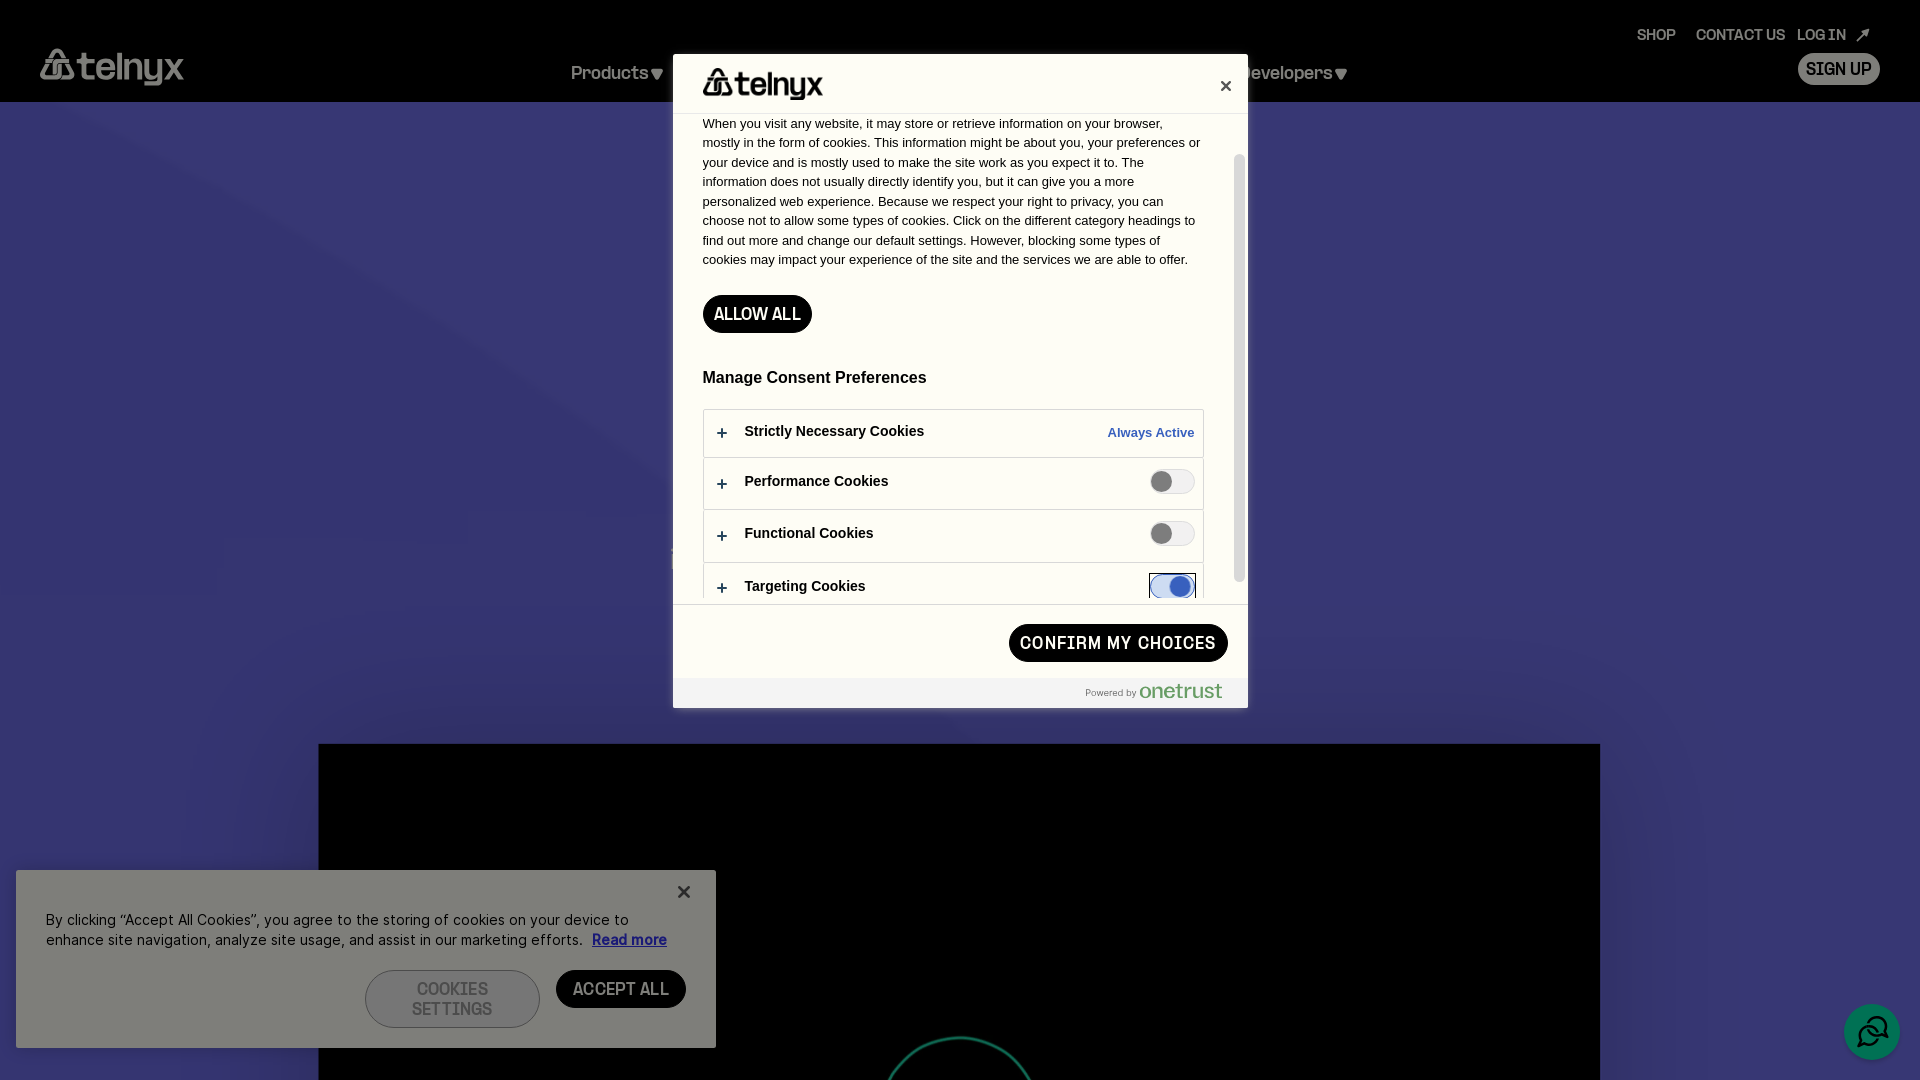 SHOP
CONTACT US
LOG IN
telnyx
Products
Developers
SIGN UP
telnyx
When you visit any website, it may store or retrieve information on your browser,
mostly in the form of cookies. This information might be about you, your preferences or
your device and is mostly used to make the site work as you expect it to. The
information does not usually directly identify you, but it can give you a more
personalized web experience. Because we respect your right to privacy, you can
choose not to allow some types of cookies. Click on the different category headings to
find out more and change our default settings. However, blocking some types of
cookies may impact your experience of the site and the services we are able to offer.
ALLOW ALL
Manage Consent Preferences
Strictly Necessary Cookies
Always Active
Performance Cookies
Functional Cookies
Targeting Cookies
CONFIRM MY CHOICES
Powered by onetrust
By clicking “Accept All Cookies”, you agree to the storing of cookies on your device to
enhance site navigation, analyze site usage, and assist in our marketing efforts. Read more
COOKIES
SETTINGS
ACCEPT ALL